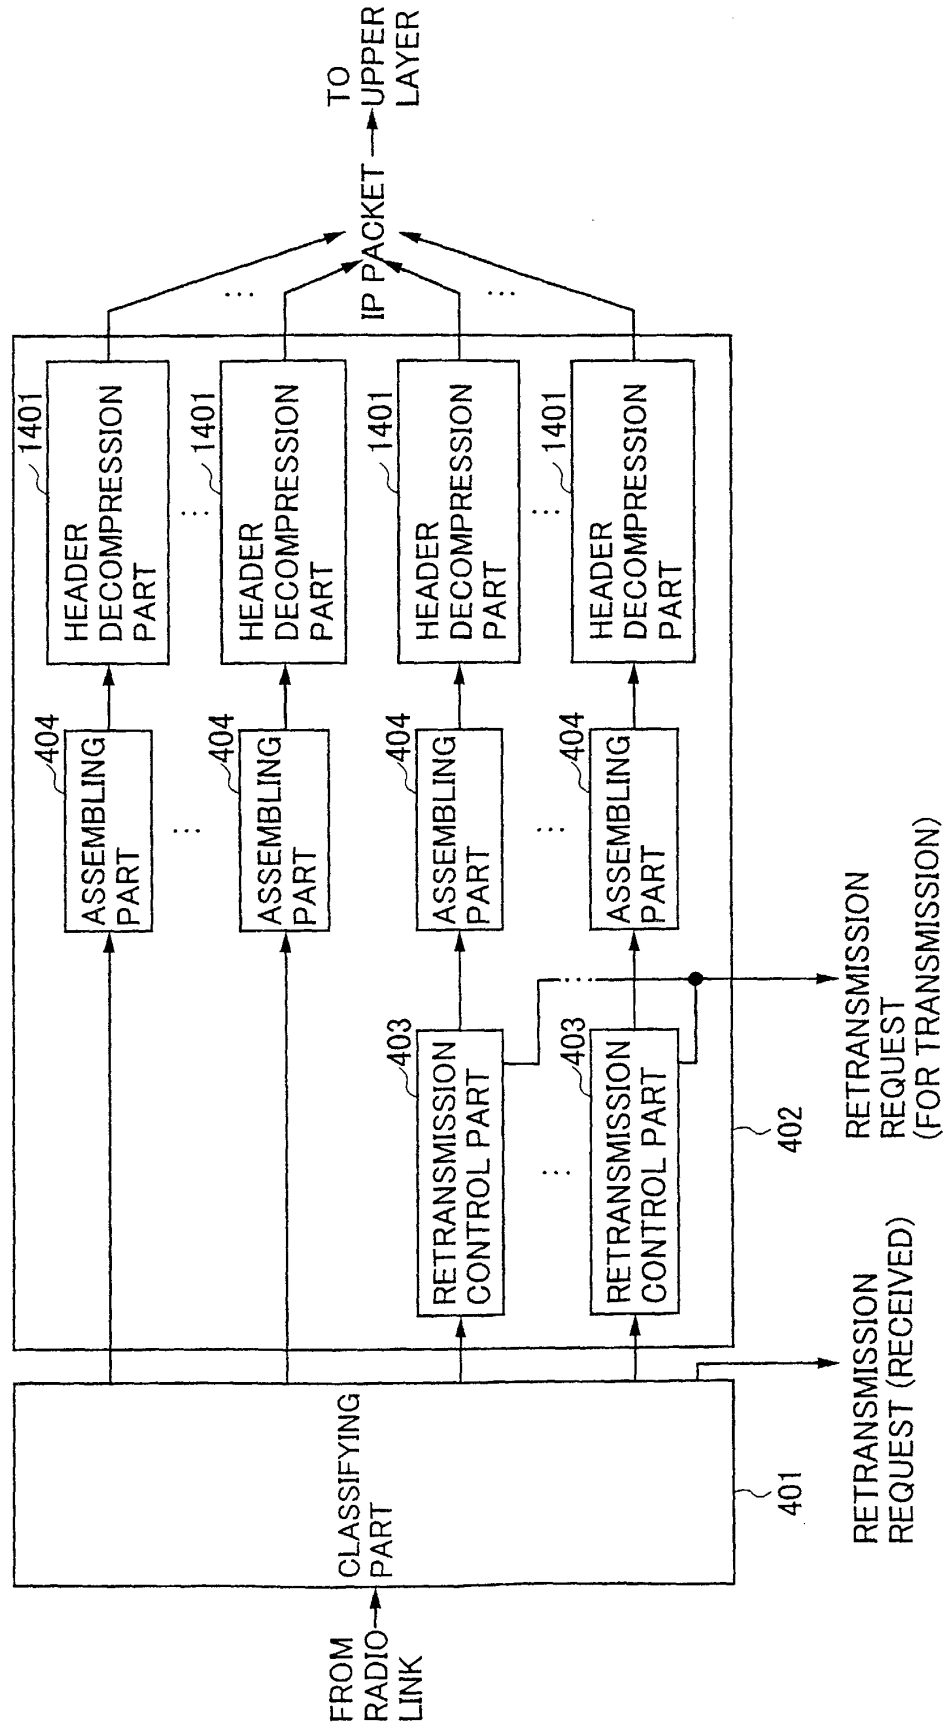 FROM
RADIO
LINK
CLASSIFYING
PART
401
RETRANSMISSION
REQUEST (RECEIVED)
402
RETRANSMISSION
CONTROL PART
403
...
RETRANSMISSION
CONTROL PART
403
...
RETRANSMISSION
REQUEST
(FOR TRANSMISSION)
ASSEMBLING
PART
404
...
ASSEMBLING
PART
404
ASSEMBLING
PART
404
...
ASSEMBLING
PART
404
HEADER
DECOMPRESSION
PART
1401
...
HEADER
DECOMPRESSION
PART
1401
HEADER
DECOMPRESSION
PART
1401
...
HEADER
DECOMPRESSION
PART
1401
...
...
IP PACKET
TO
UPPER
LAYER